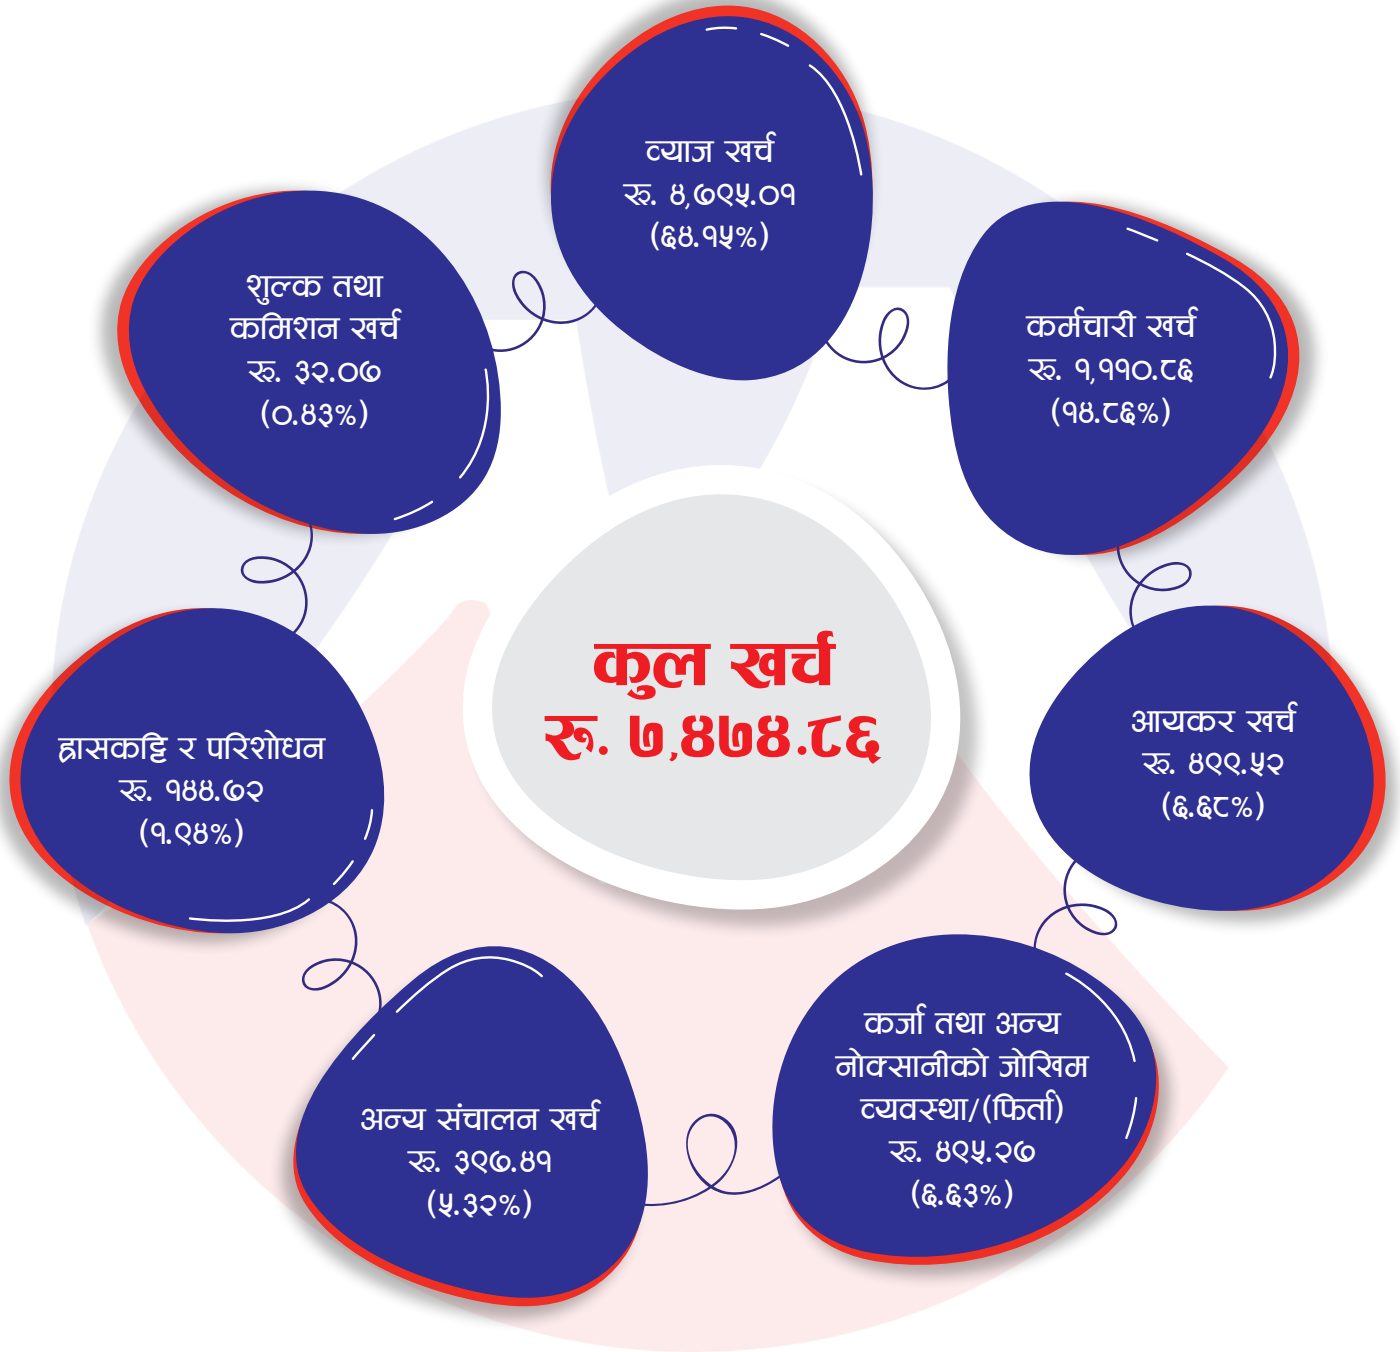 व्याज खर्च
रु. ४,७९५.०१
(६४.१५%)
कर्मचारी खर्च
रु. १,११०.८६
(१४.८६%)
आयकर खर्च
रु. ४९९.५२
(६.६८%)
कर्जा तथा अन्य
नोक्सानीको जोखिम
व्यवस्था/(फिर्ता)
रु. ४९५.२७
(६.६३%)
अन्य संचालन खर्च
रु. ३९७.४१
(५.३२%)
ह्रासकट्टि र परिशोधन
रु. १४४.७२
(१.९४%)
शुल्क तथा
कमिशन खर्च
रु. ३२.०७
(०.४३%)
कुल खर्च
रु. ७,४७४.८६